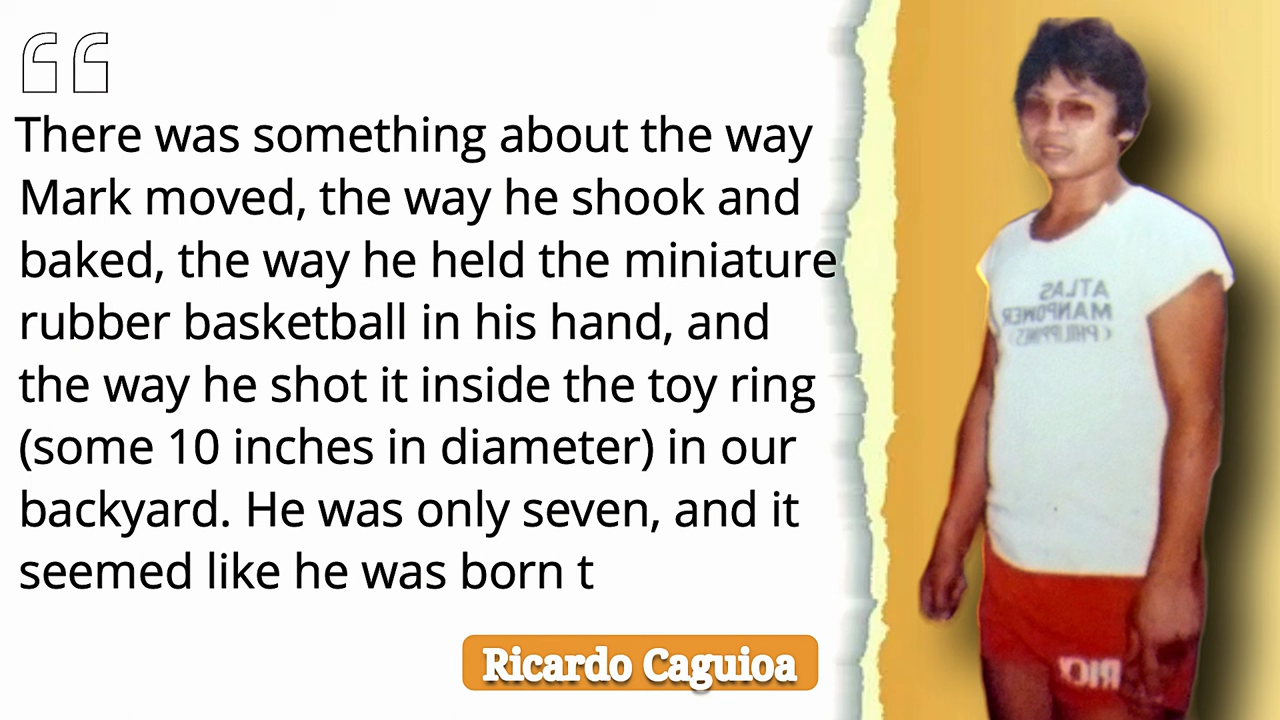 There was something about the way
Mark moved, the way he shook and
baked, the way he held the miniature
rubber basketball in his hand, and
the way he shot it inside the toy ring
(some 10 inches in diameter) in our
backyard. He was only seven, and it
seemed like he was born t
Ricardo Caguioa
ATLAS
MANPOWER
(PHILIPPINES)
RICKY